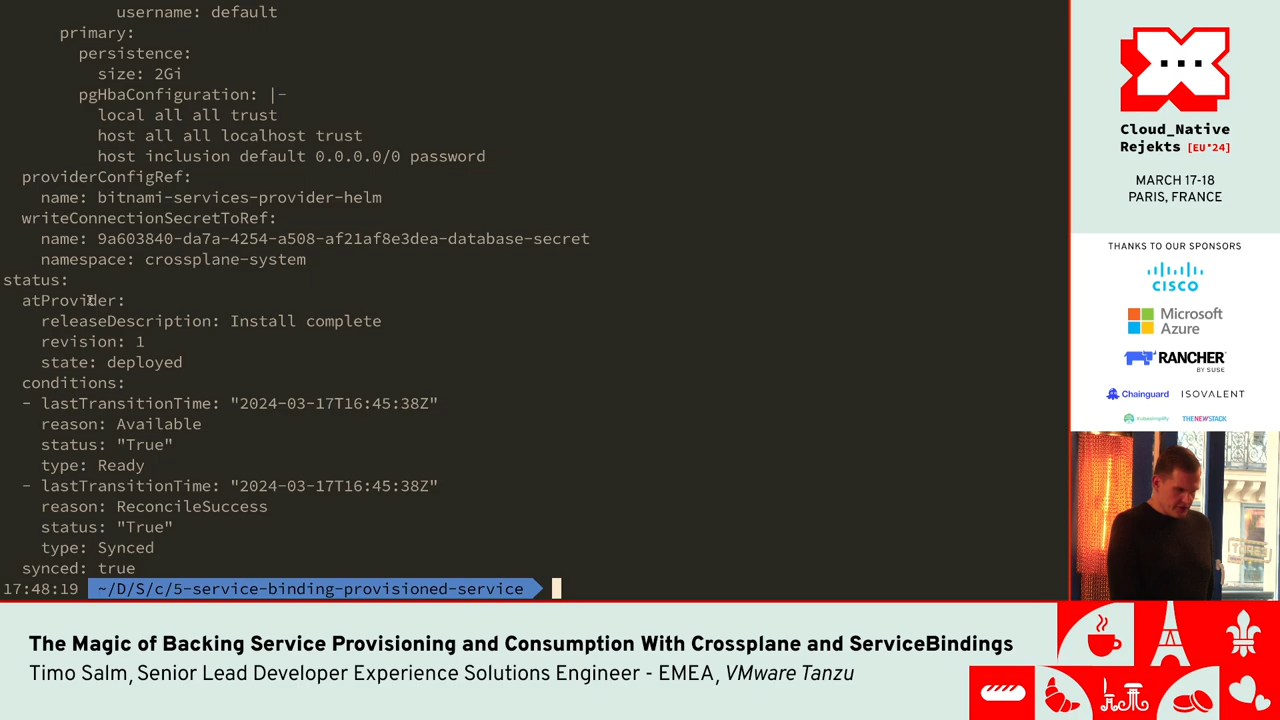 username: default
primary:
persistence:
size: 2Gi
pgHbaConfiguration: |-
local all all trust
host all all localhost trust
host inclusion default 0.0.0.0/0 password
providerConfigRef:
name: bitnami-services-provider-helm
writeConnectionSecretToRef:
name: 9a603840-da7a-4254-a508-af21af8e3dea-database-secret
namespace: crossplane-system
status:
atProvider:
releaseDescription: Install complete
revision: 1
state: deployed
conditions:
- lastTransitionTime: "2024-03-17T16:45:38Z"
reason: Available
status: "True"
type: Ready
- lastTransitionTime: "2024-03-17T16:45:38Z"
reason: ReconcileSuccess
status: "True"
type: Synced
synced: true
17:48:19 ~/D/S/c/5-service-binding-provisioned-service
Cloud_Native
Rejekts [EU*24]
MARCH 17-18
PARIS, FRANCE
THANKS TO OUR SPONSORS
CISCO
Microsoft
Azure
RANCHER
BY SUSE
Chainguard ISOVALENT
kubesimplify THENEWSTACK
The Magic of Backing Service Provisioning and Consumption With Crossplane and ServiceBindings
Timo Salm, Senior Lead Developer Experience Solutions Engineer - EMEA, VMware Tanzu